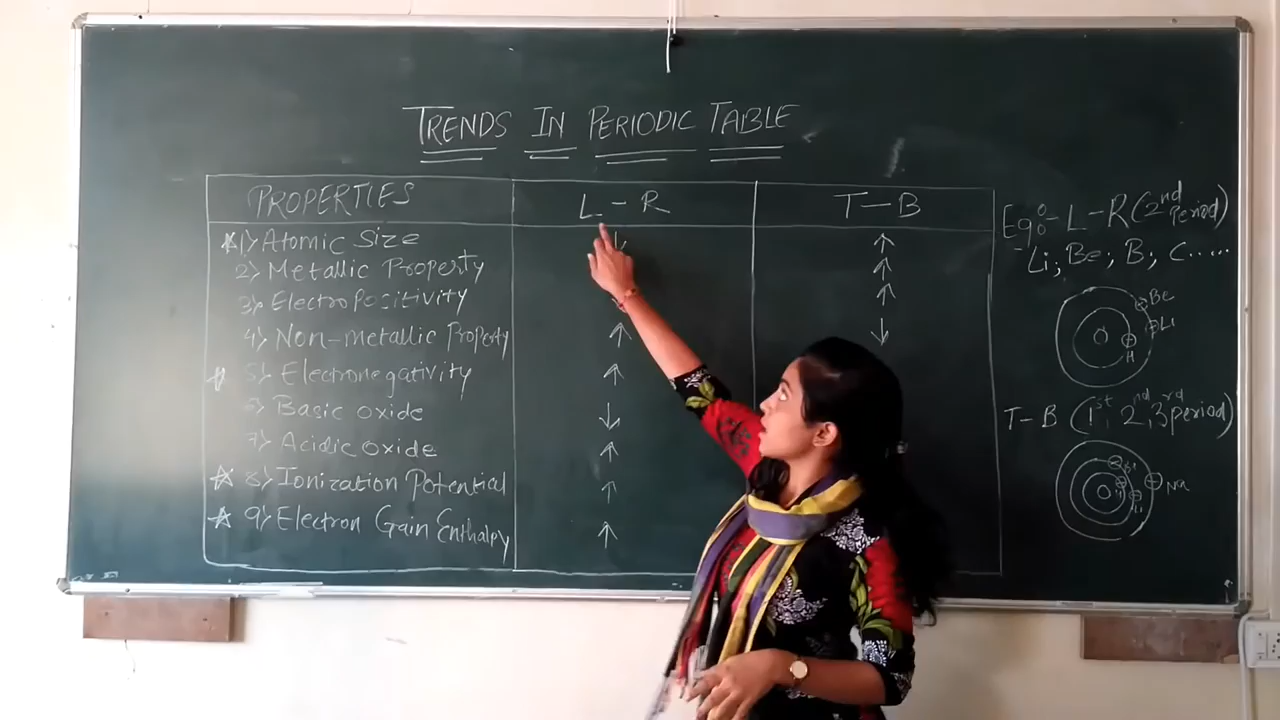 TRENDS IN PERIODIC TABLE
PROPERTIES L - R T - B
1) Atomic Size ↓ ↑
2) Metallic Property ↑
3) ElectroPositivity ↑
4) Non-metallic Property ↑ ↓
5) Electronegativity ↑
6) Basic oxide ↓
7) Acidic oxide ↑
8) Ionization Potential ↑
9) Electron Gain Enthalpy ↑
Eg:- L-R (2nd Period)
Li, Be, B, C.....
Be
Li
H
T-B (1st, 2nd, 3rd period)
Na
Li